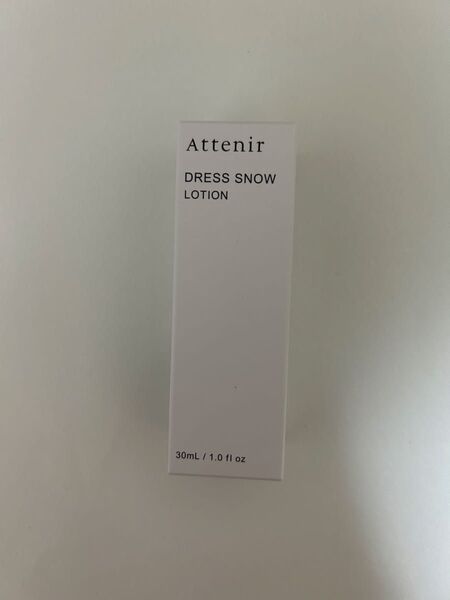 Attenir
DRESS SNOW
LOTION
30mL / 1.0 fl oz